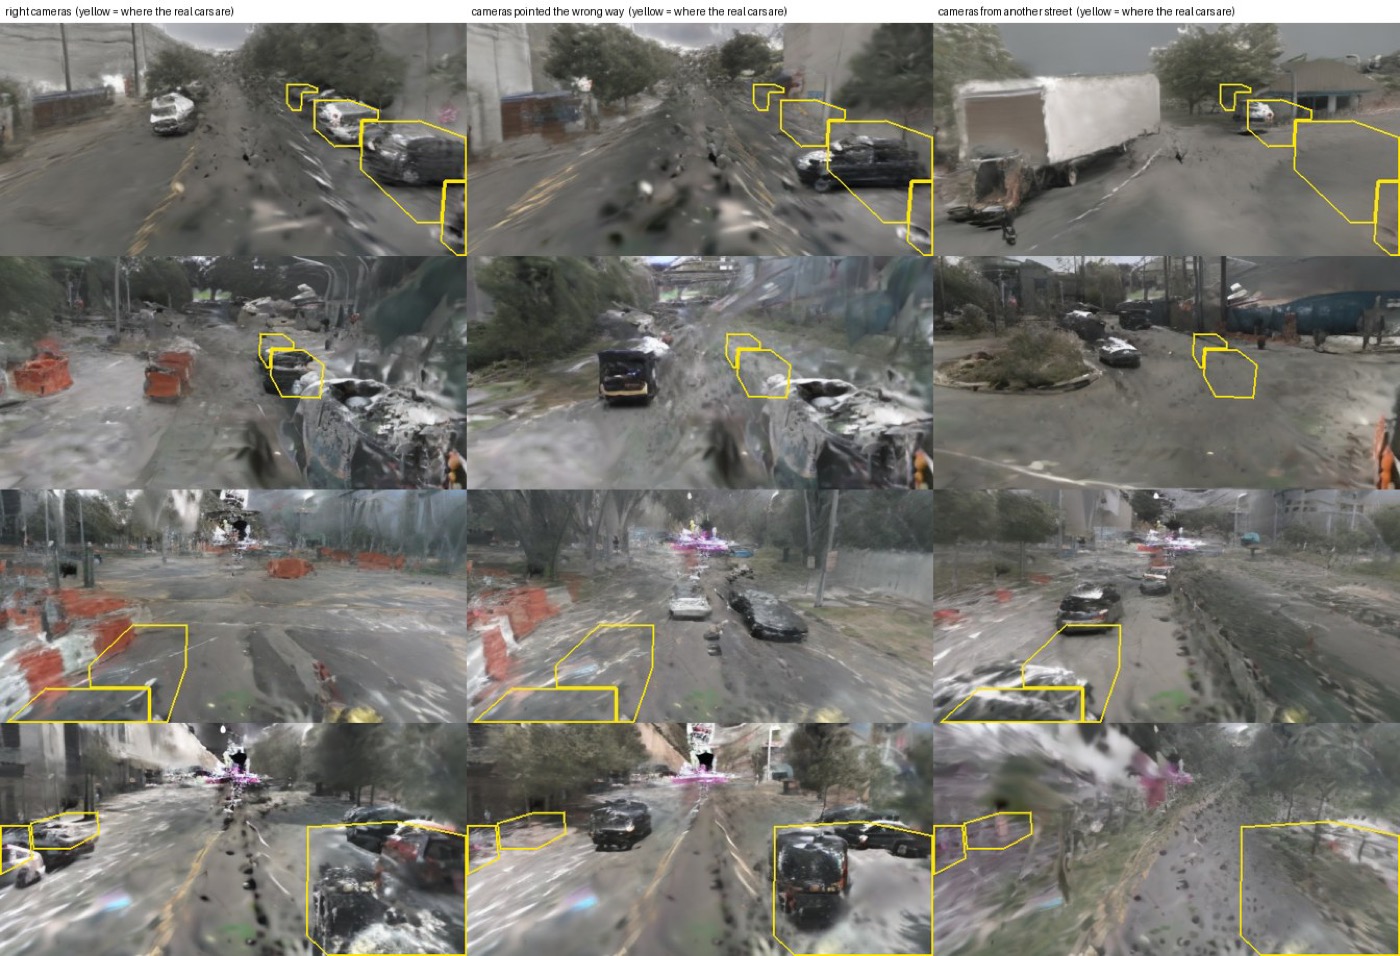 right cameras (yellow = where the real cars are)
cameras pointed the wrong way (yellow = where the real cars are)
cameras from another street (yellow = where the real cars are)